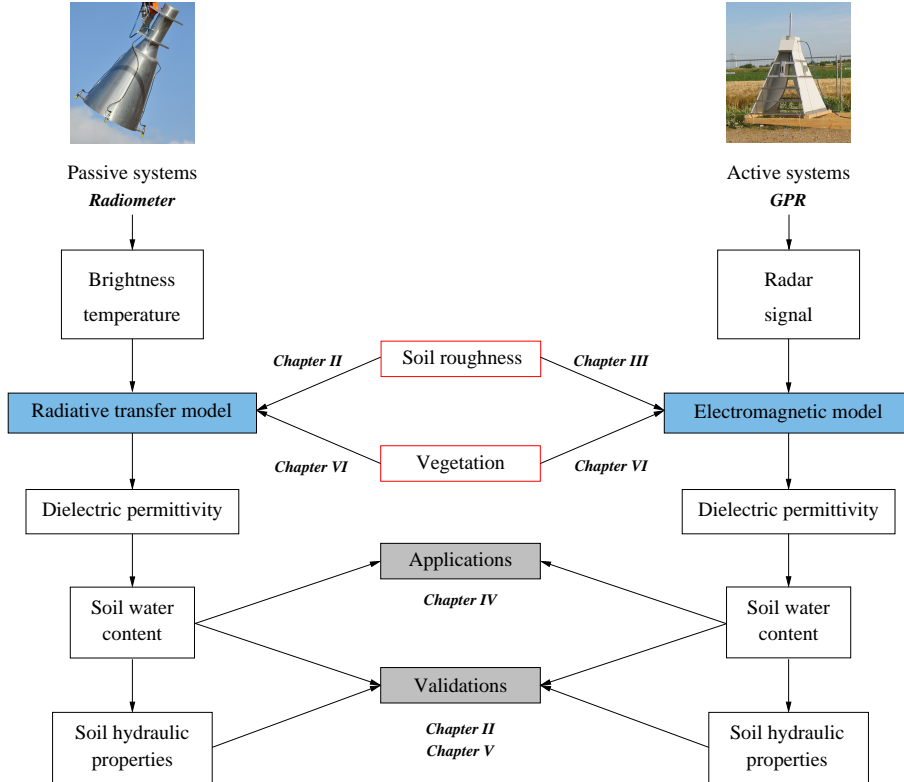 Passive systems
Radiometer
Active systems
GPR
Brightness
temperature
Radar
signal
Chapter II
Soil roughness
Chapter III
Radiative transfer model
Electromagnetic model
Chapter VI
Vegetation
Chapter VI
Dielectric permittivity
Dielectric permittivity
Applications
Chapter IV
Soil water
content
Soil water
content
Validations
Chapter II
Chapter V
Soil hydraulic
properties
Soil hydraulic
properties